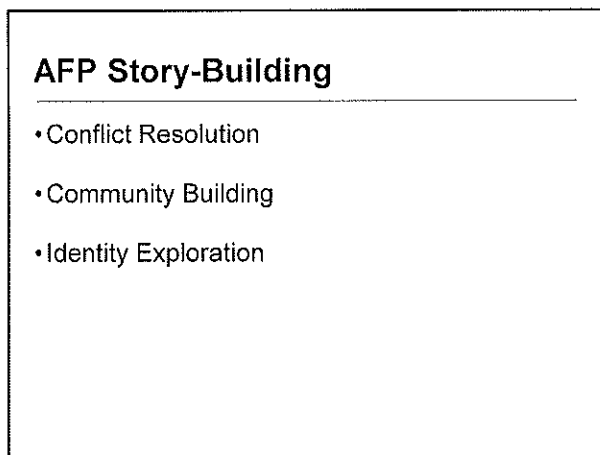 AFP Story-Building
•Conflict Resolution
•Community Building
•Identity Exploration